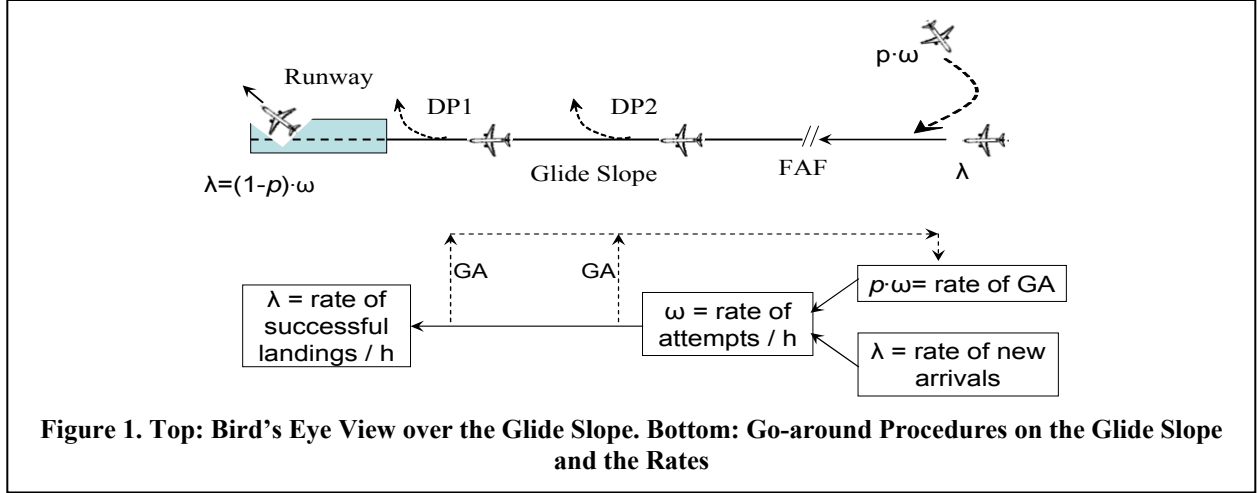 p·ω
Runway
DP1
DP2
Glide Slope
FAF
λ
λ=(1-p)·ω
GA
GA
p·ω= rate of GA
λ = rate of
successful
landings / h
ω = rate of
attempts / h
λ = rate of new
arrivals
Figure 1. Top: Bird's Eye View over the Glide Slope. Bottom: Go-around Procedures on the Glide Slope
and the Rates